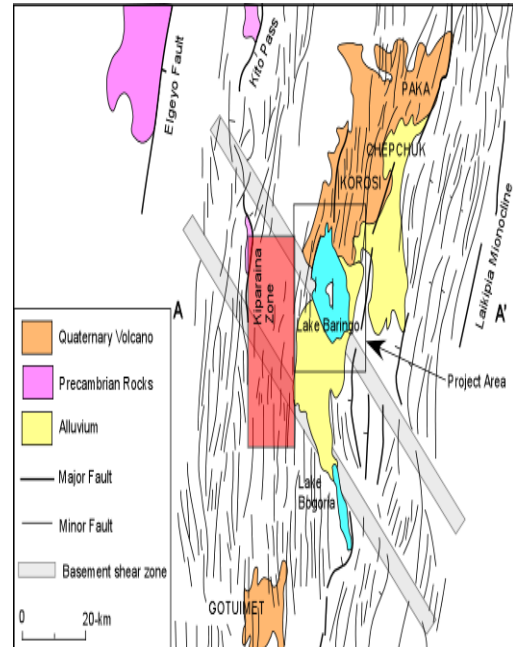 Elgeyo Fault
Kito Pass
PAKA
CHEPCHUK
KOROSI
Laikipia Mionocline
A
A'
Kiparaina
Zone
Lake Baringo
Project Area
Quaternary Volcano
Precambrian Rocks
Alluvium
Major Fault
Minor Fault
Basement shear zone
0
20-km
Lake
Bogoria
GOTUIMET